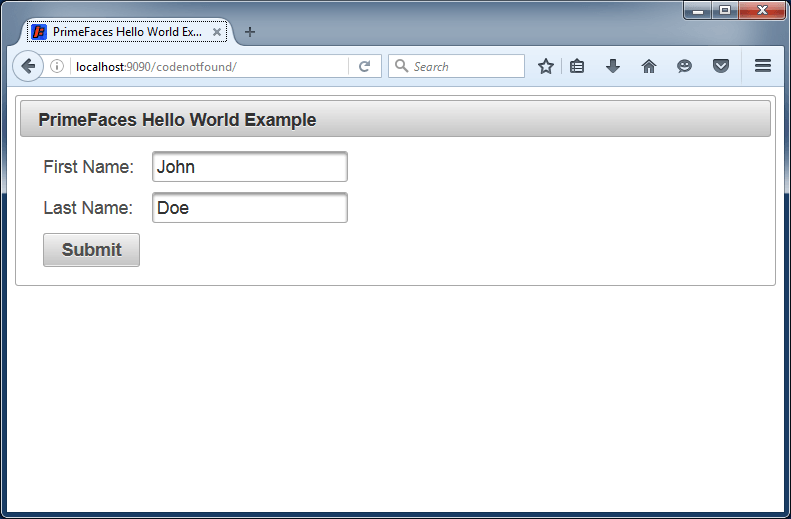 PrimeFaces Hello World Ex...
localhost:9090/codenotfound/
Search
PrimeFaces Hello World Example
First Name: John
Last Name: Doe
Submit